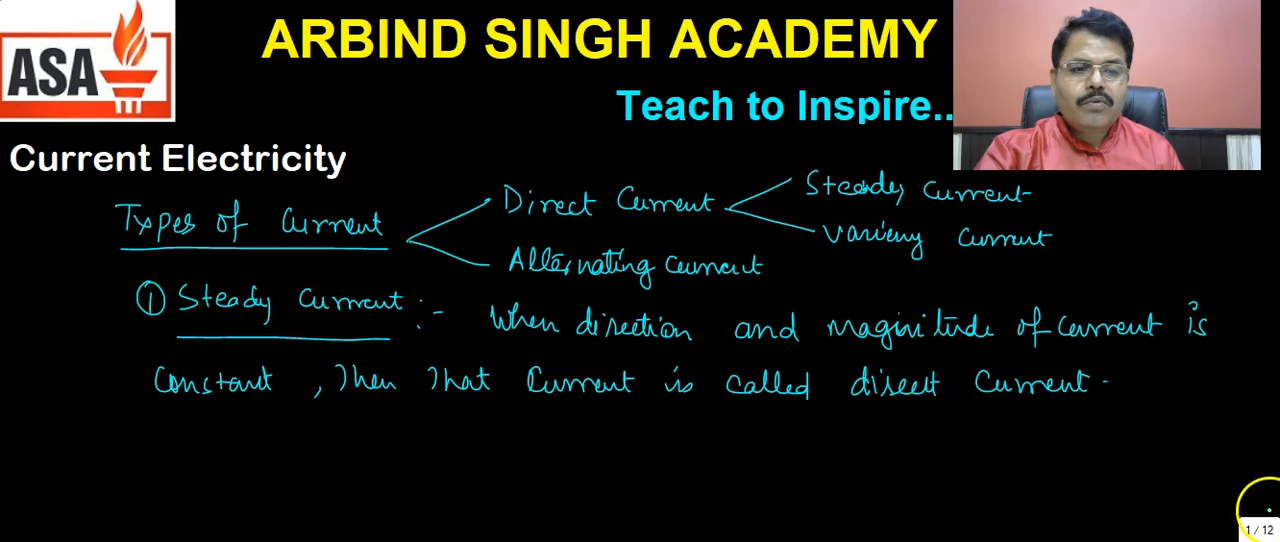 ASA
ARBIND SINGH ACADEMY
Teach to Inspire..
Current Electricity
Types of Current
Direct Current
Steady Current
Varieny Current
Alternating Current
① Steady Current :- When direction and maginitude of current is
Constant , Then That Current is called direct Current .
1 / 12